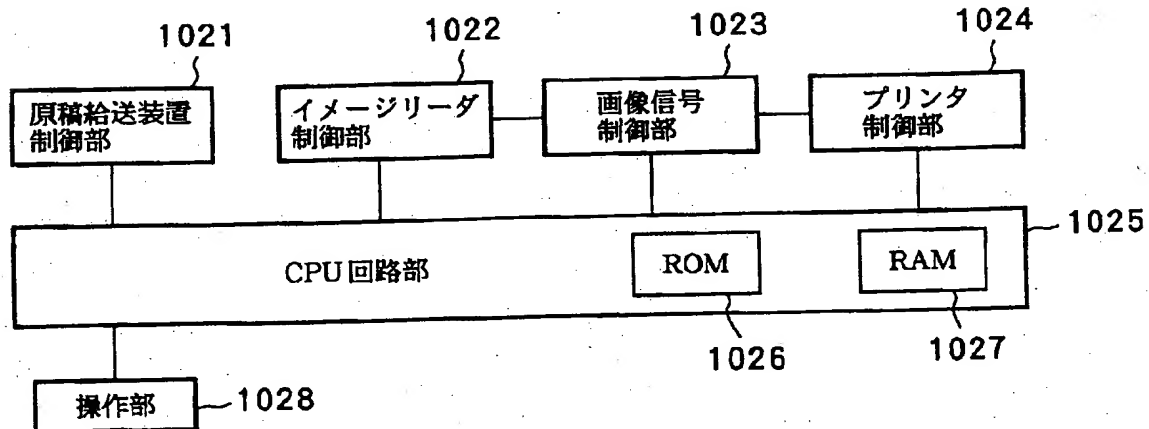 1021
1022
1023
1024
原稿給送装置
制御部
イメージリーダ
制御部
画像信号
制御部
プリンタ
制御部
1025
CPU回路部
ROM
RAM
1026
1027
操作部
1028